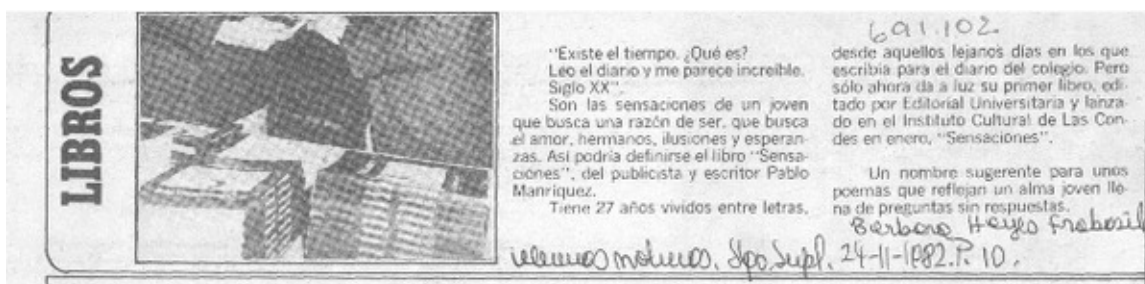 LIBROS
"Existe el tiempo. ¿Qué es?
Leo el diario y me parece increíble.
Siglo XX".
Son las sensaciones de un joven
que busca una razón de ser, que busca
el amor, hermanos, ilusiones y esperan-
zas. Así podría definirse el libro "Sensa-
ciones", del publicista y escritor Pablo
Manríquez.
Tiene 27 años vividos entre letras,
691.102
desde aquellos lejanos días en los que
escribía para el diario del colegio. Pero
sólo ahora da a luz su primer libro, edi-
tado por Editorial Universitaria y lanza-
do en el Instituto Cultural de Las Con-
des en enero, "Sensaciones".
Un nombre sugerente para unos
poemas que reflejan un alma joven lle-
na de preguntas sin respuestas.
Bárbara Hayes
Stgo, Supl. 24-11-1982. P. 10.